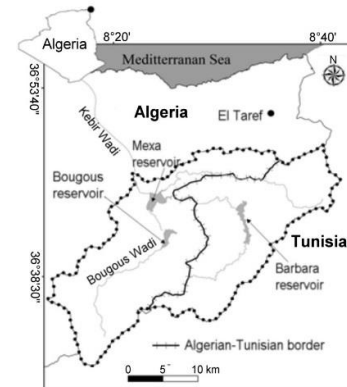 Algeria
8°20'
8°40'
Meditterranean Sea
N
36°53'40"
Algeria
El Taref
Kebir Wadi
Mexa
reservoir
Bougous
reservoir
Tunisia
36°38'30"
Bougous Wadi
Barbara
reservoir
Algerian-Tunisian border
0 5 10 km